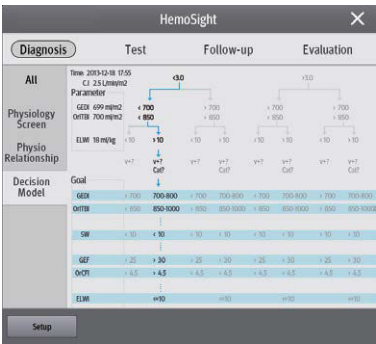 HemoSight
Diagnosis Test Follow-up Evaluation
All
Physiology Screen
Physio Relationship
Decision Model
Time: 2013-12-18 17:55
C.I 2.5 L/min/m2 <3.0 ≥3.0
Parameter
GEDI 699 ml/m2 < 700 > 700 < 700 > 700
OrITBI 700 ml/m2 < 850 > 850 < 850 > 850
ELWI 18 ml/kg <10 >10 <10 >10 <10 >10 <10 >10
V+? V+? Cat? V+? V+? Cat? V+? V+? Cat?
Goal
GEDI > 700 700-800 > 700 700-800 > 700 700-800 > 700 700-800
OrITBI > 850 850-1000 > 850 850-1000 > 850 850-1000 > 850 850-1000
SVV < 10 < 10 < 10 < 10 < 10 < 10 < 10 < 10
GEF > 25 > 30 > 25 > 30 > 25 > 30 > 25 > 30
OrCFI > 4.5 > 4.5 > 4.5 > 4.5 > 4.5 > 4.5 > 4.5 > 4.5
ELWI ≤10 ≤10 ≤10 ≤10
Setup